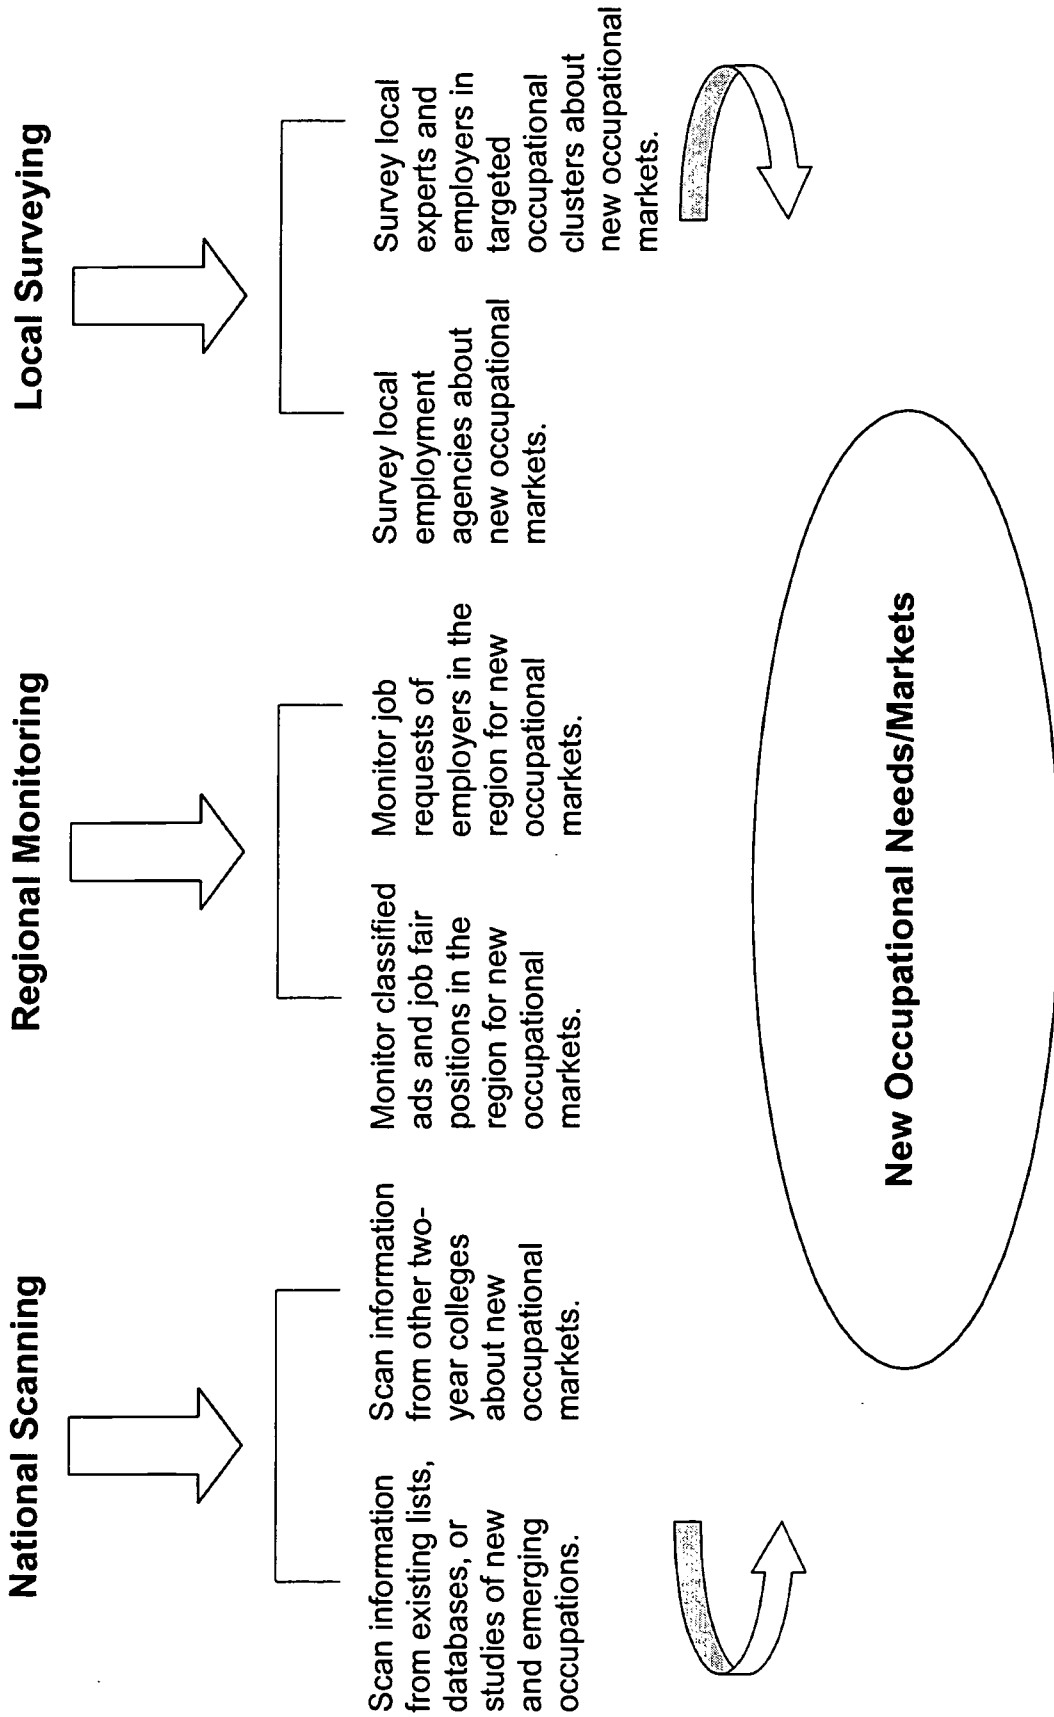 National Scanning
Scan information
from existing lists,
databases, or
studies of new
and emerging
occupations.
Scan information
from other two-
year colleges
about new
occupational
markets.
Regional Monitoring
Monitor classified
ads and job fair
positions in the
region for new
occupational
markets.
Monitor job
requests of
employers in the
region for new
occupational
markets.
Local Surveying
Survey local
employment
agencies about
new occupational
markets.
Survey local
experts and
employers in
targeted
occupational
clusters about
new occupational
markets.
New Occupational Needs/Markets